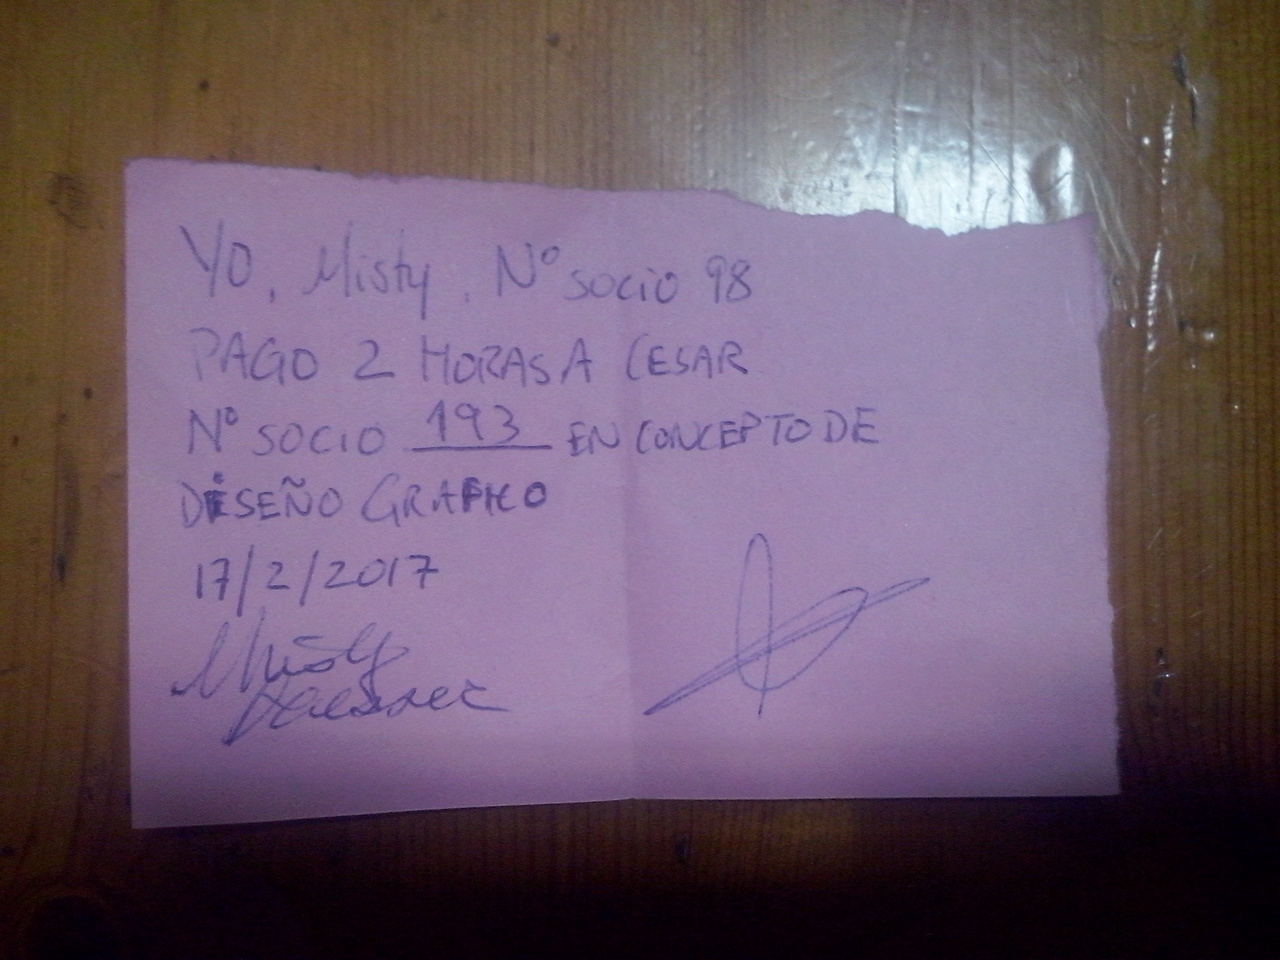 YO, Misty, Nº socio 98
PAGO 2 HORAS A CESAR
Nº SOCIO 193 EN CONCEPTO DE
DISEÑO GRAFICO
17/2/2017
Misty